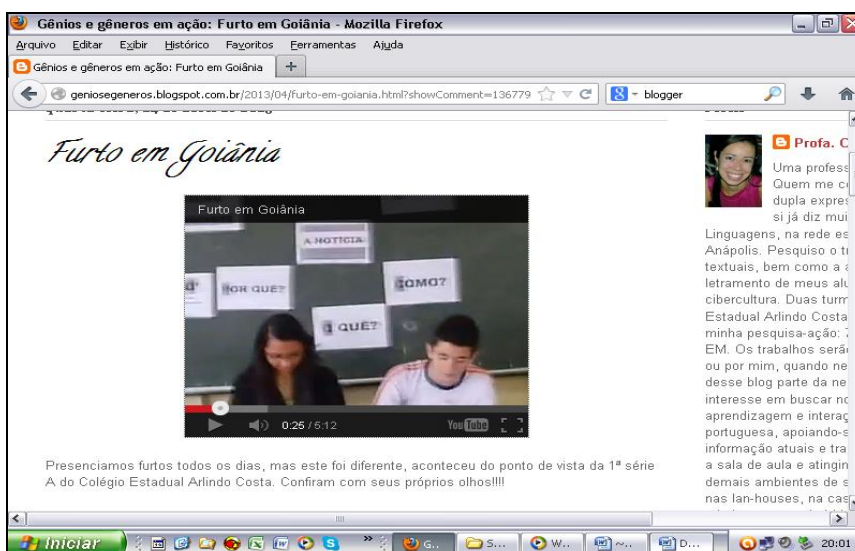 Gênios e gêneros em ação: Furto em Goiânia - Mozilla Firefox
Arquivo Editar Exibir Histórico Favoritos Ferramentas Ajuda
Gênios e gêneros em ação: Furto em Goiânia +
geniosegeneros.blogspot.com.br/2013/04/furto-em-goiania.html?showComment=136779
blogger
Furto em Goiânia
Furto em Goiânia
A NOTÍCIA
POR QUÊ?
COMO?
O QUÊ?
0:25 / 5:12
YouTube
Presenciamos furtos todos os dias, mas este foi diferente, aconteceu do ponto de vista da 1ª série
A do Colégio Estadual Arlindo Costa. Confiram com seus próprios olhos!!!!
Profa. C
Uma profess
Quem me co
dupla expres
si já diz mui
Linguagens, na rede es
Anápolis. Pesquiso o tr
textuais, bem como a a
letramento de meus alu
cibercultura. Duas turm
Estadual Arlindo Costa
minha pesquisa-ação: 7
EM. Os trabalhos serã
ou por mim, quando ne
desse blog parte da ne
interesse em buscar no
aprendizagem e interaç
portuguesa, apoiando-s
informação atuais e tra
a sala de aula e atingin
demais ambientes de s
nas lan-houses, na cas
Iniciar » G.. S... W.. ~.. D... 20:01